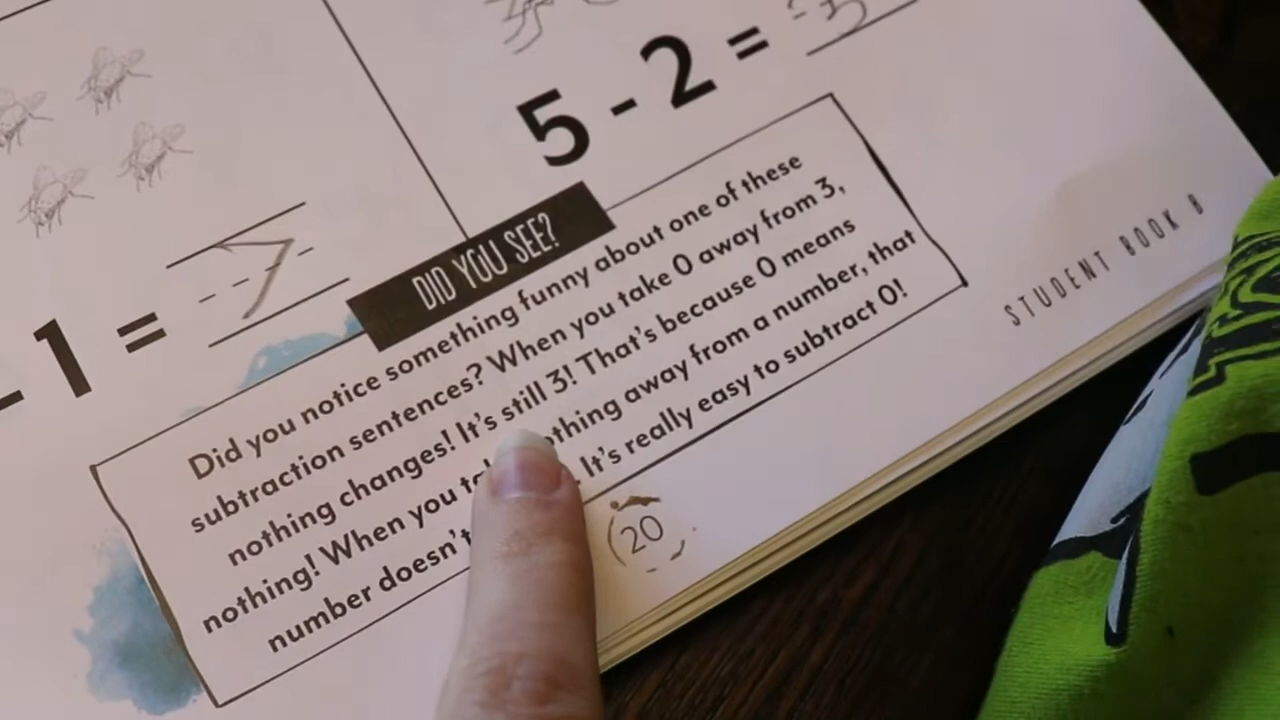 5 - 2 = 3
- 1 = 7
DID YOU SEE?
Did you notice something funny about one of these
subtraction sentences? When you take 0 away from 3,
nothing changes! It's still 3! That's because 0 means
nothing! When you away from a number, that
number doesn't It's really easy to subtract 0!
20
STUDENT BOOK B